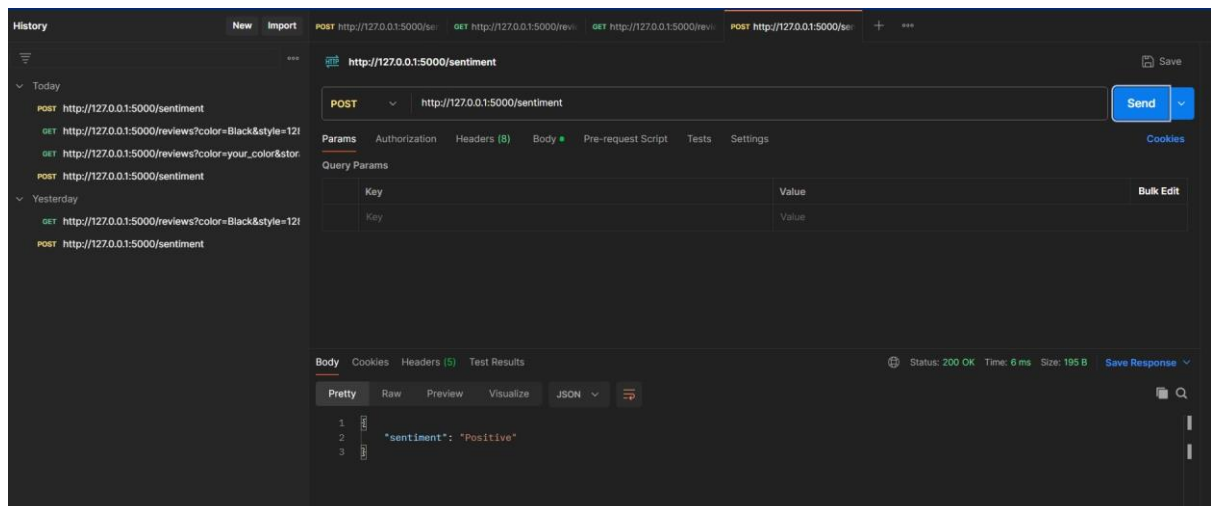 History New Import
POST http://127.0.0.1:5000/ser GET http://127.0.0.1:5000/revi GET http://127.0.0.1:5000/revi POST http://127.0.0.1:5000/ser
HTTP http://127.0.0.1:5000/sentiment Save
Today
POST http://127.0.0.1:5000/sentiment
GET http://127.0.0.1:5000/reviews?color=Black&style=128
GET http://127.0.0.1:5000/reviews?color=your_color&stor
POST http://127.0.0.1:5000/sentiment
Yesterday
GET http://127.0.0.1:5000/reviews?color=Black&style=128
POST http://127.0.0.1:5000/sentiment
POST http://127.0.0.1:5000/sentiment Send
Params Authorization Headers (8) Body Pre-request Script Tests Settings Cookies
Query Params
Key Value Bulk Edit
Key Value
Body Cookies Headers (5) Test Results Status: 200 OK Time: 6 ms Size: 195 B Save Response
Pretty Raw Preview Visualize JSON
1 {
2 "sentiment": "Positive"
3 }